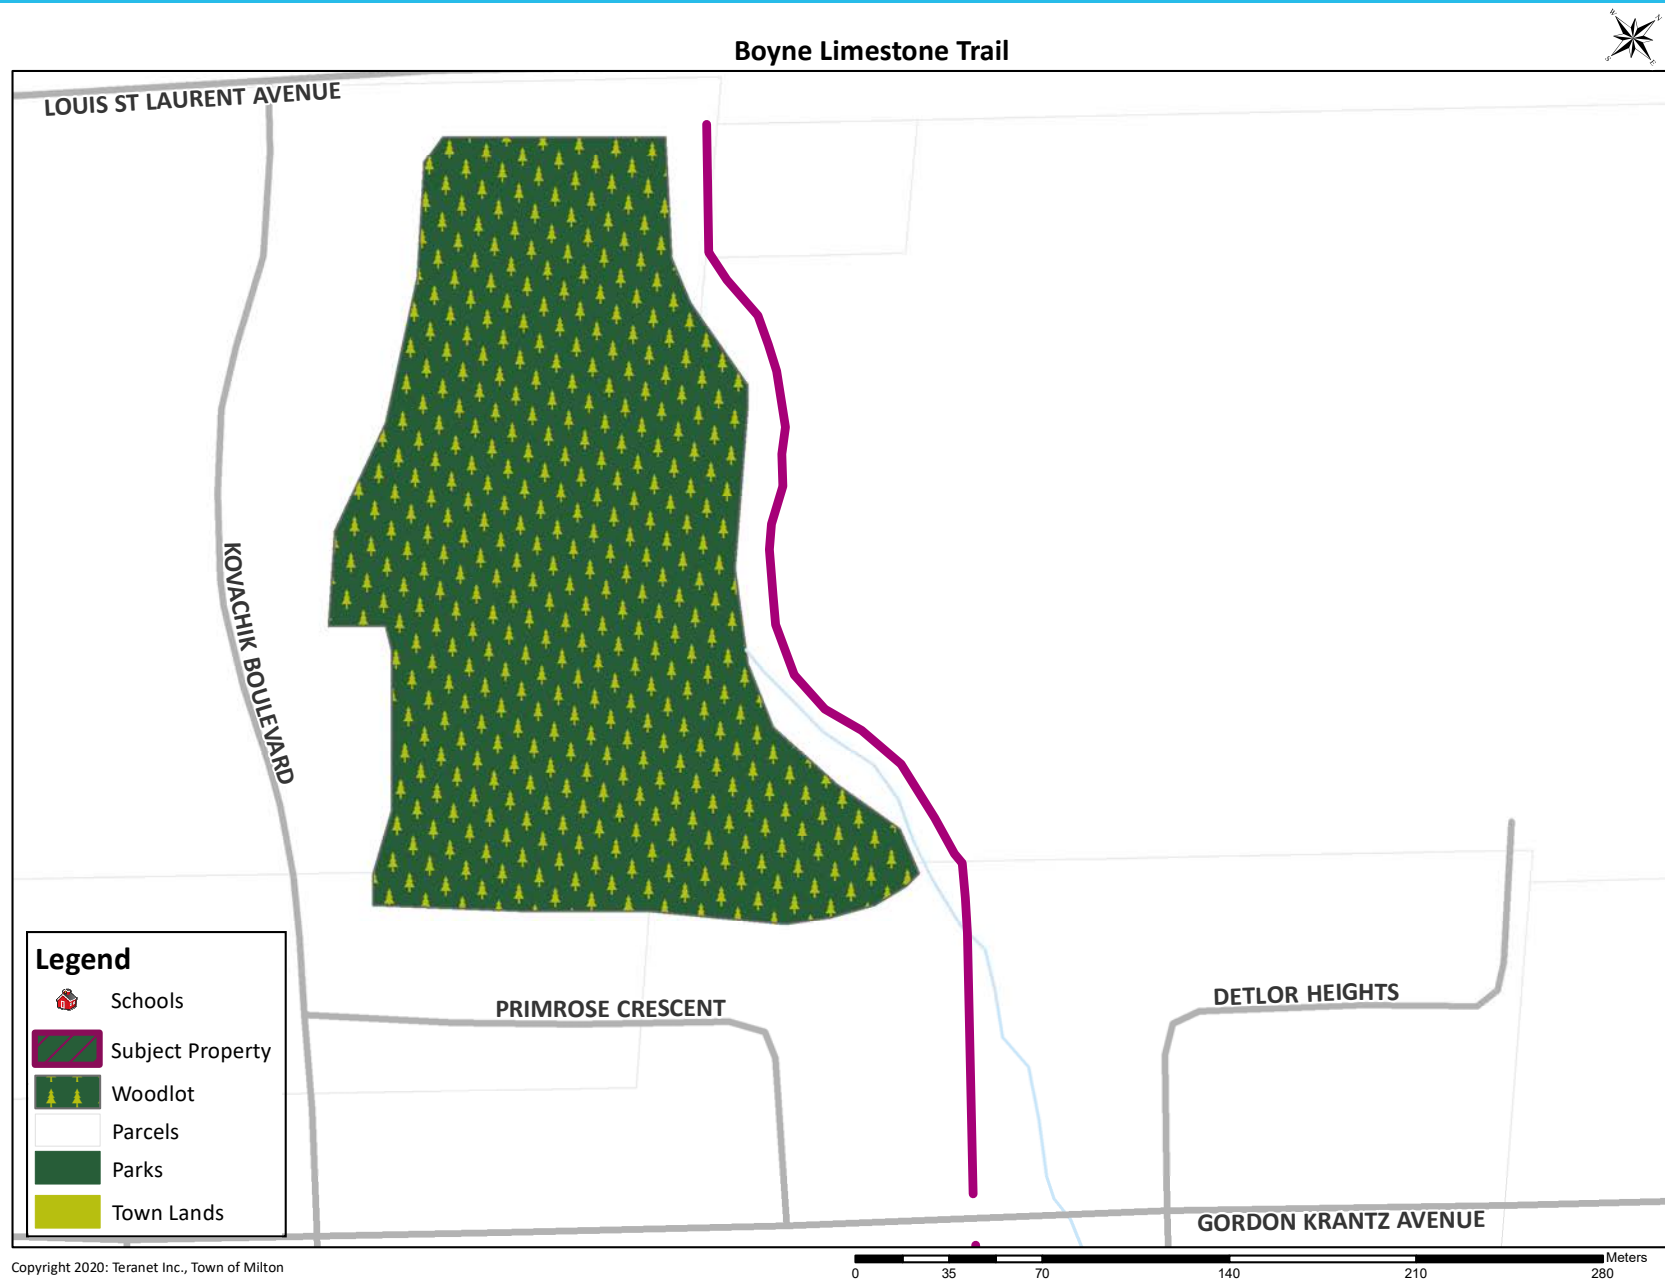 Boyne Limestone Trail
W N
S E
LOUIS ST LAURENT AVENUE
KOVACHIK BOULEVARD
PRIMROSE CRESCENT
DETLOR HEIGHTS
GORDON KRANTZ AVENUE
Legend
Schools
Subject Property
Woodlot
Parcels
Parks
Town Lands
Copyright 2020: Teranet Inc., Town of Milton
Meters
0 35 70 140 210 280